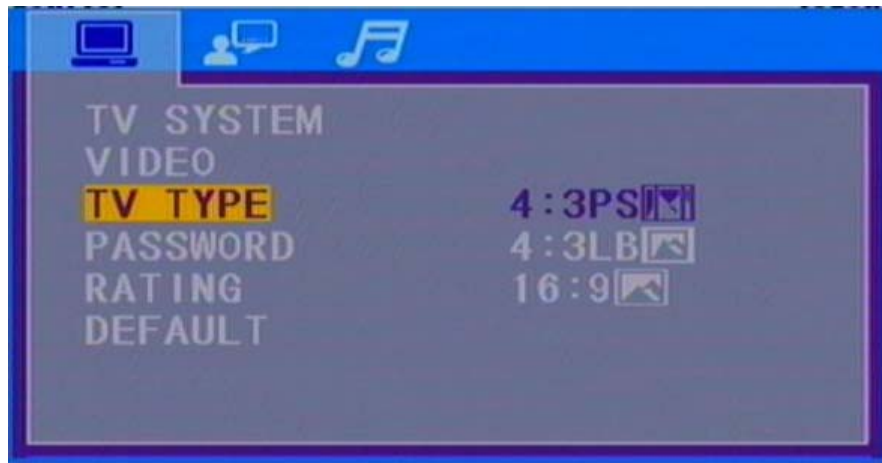 TV SYSTEM
VIDEO
TV TYPE 4:3PS
PASSWORD 4:3LB
RATING 16:9
DEFAULT